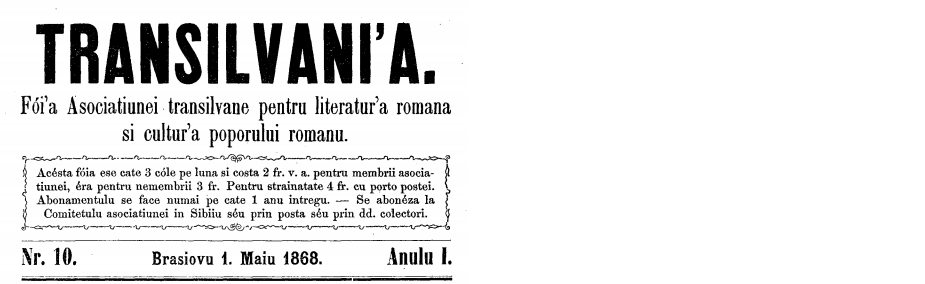 TRANSILVANI'A.
Fói'a Asociatiunei transilvane pentru literatur'a romana
si cultur'a poporului romanu.
Acésta fóia ese cate 3 cóle pe luna si costa 2 fr. v. a. pentru membrii asocia-
tiunei, éra pentru nemembrii 3 fr. Pentru strainatate 4 fr. cu porto postei.
Abonamentulu se face numai pe cate 1 anu intregu. — Se abonéza la
Comitetulu asociatiunei in Sibiiu séu prin posta séu prin dd. colectori.
Nr. 10. Brasiovu 1. Maiu 1868. Anulu I.